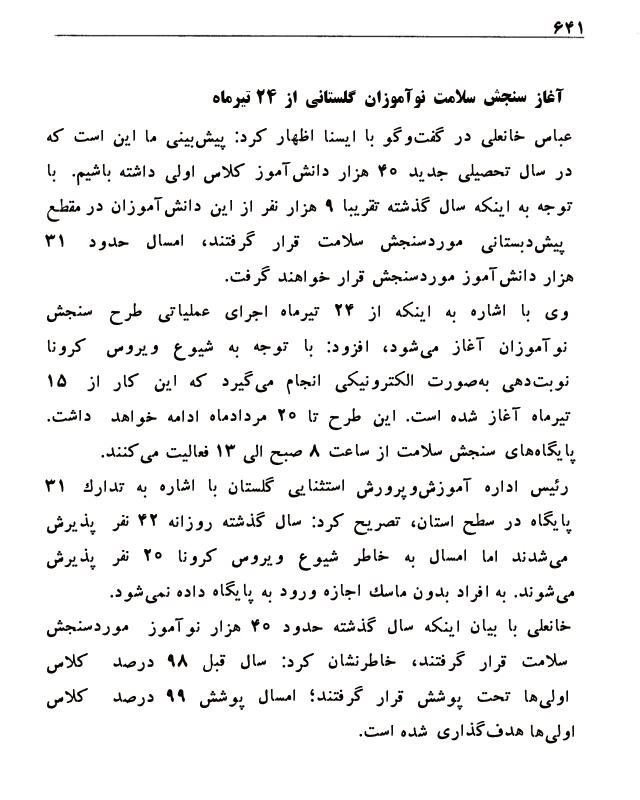 ۶۴۱
آغاز سنجش سلامت نوآموزان گلستانی از ۲۴ تیرماه
عباس خانعلی در گفت‌وگو با ایسنا اظهار کرد: پیش‌بینی ما این است که
در سال تحصیلی جدید ۴۰ هزار دانش‌آموز کلاس اولی داشته باشیم. با
توجه به اینکه سال گذشته تقریبا ۹ هزار نفر از این دانش‌آموزان در مقطع
پیش‌دبستانی موردسنجش سلامت قرار گرفتند، امسال حدود ۳۱
هزار دانش‌آموز موردسنجش قرار خواهند گرفت.
وی با اشاره به اینکه از ۲۴ تیرماه اجرای عملیاتی طرح سنجش
نوآموزان آغاز می‌شود، افزود: با توجه به شیوع ویروس کرونا
نوبت‌دهی به‌صورت الکترونیکی انجام می‌گیرد که این کار از ۱۵
تیرماه آغاز شده است. این طرح تا ۲۰ مردادماه ادامه خواهد داشت.
پایگاه‌های سنجش سلامت از ساعت ۸ صبح الی ۱۳ فعالیت می‌کنند.
رئیس اداره آموزش‌وپرورش استثنایی گلستان با اشاره به تدارك ۳۱
پایگاه در سطح استان، تصریح کرد: سال گذشته روزانه ۴۲ نفر پذیرش
می‌شدند اما امسال به خاطر شیوع ویروس کرونا ۲۰ نفر پذیرش
می‌شوند. به افراد بدون ماسك اجازه ورود به پایگاه داده نمی‌شود.
خانعلی با بیان اینکه سال گذشته حدود ۴۰ هزار نوآموز موردسنجش
سلامت قرار گرفتند، خاطرنشان کرد: سال قبل ۹۸ درصد کلاس
اولی‌ها تحت پوشش قرار گرفتند؛ امسال پوشش ۹۹ درصد کلاس
اولی‌ها هدف‌گذاری شده است.